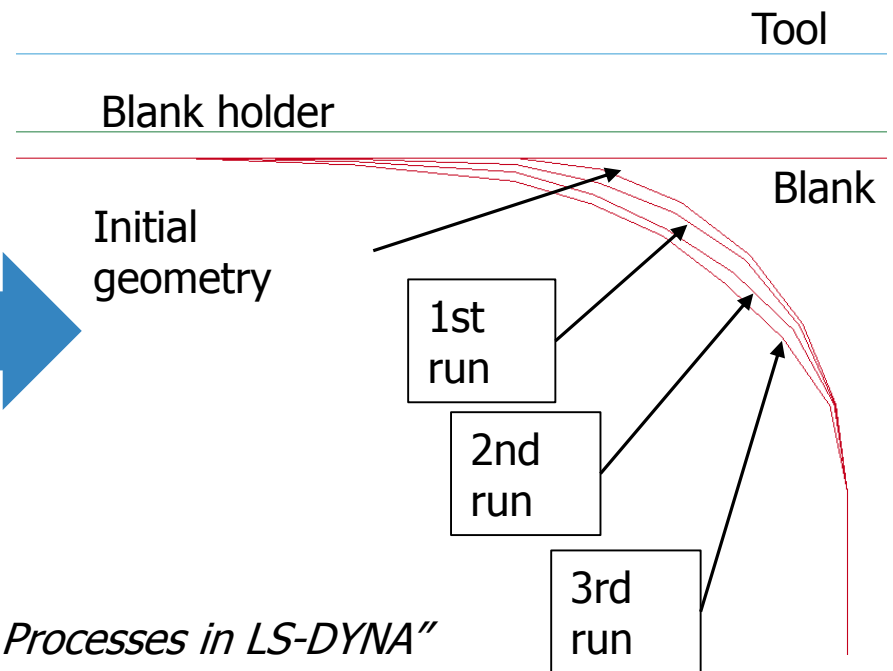 Tool
Blank holder
Blank
Initial
geometry
1st
run
2nd
run
3rd
run
Processes in LS-DYNA”